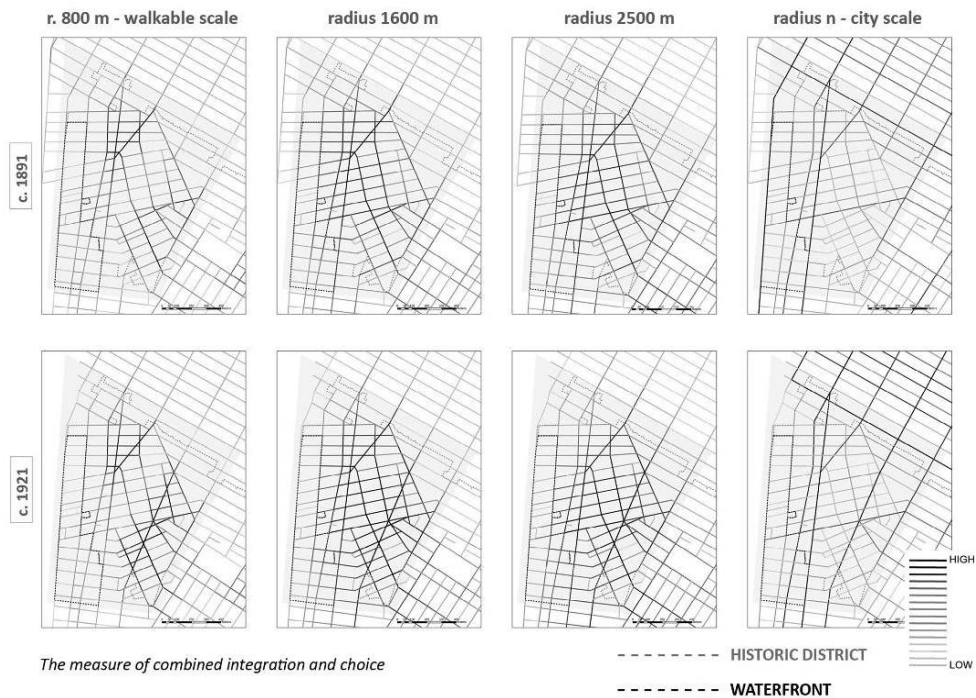 r. 800 m - walkable scale
radius 1600 m
radius 2500 m
radius n - city scale
c. 1891
c. 1921
HIGH
LOW
The measure of combined integration and choice
HISTORIC DISTRICT
WATERFRONT